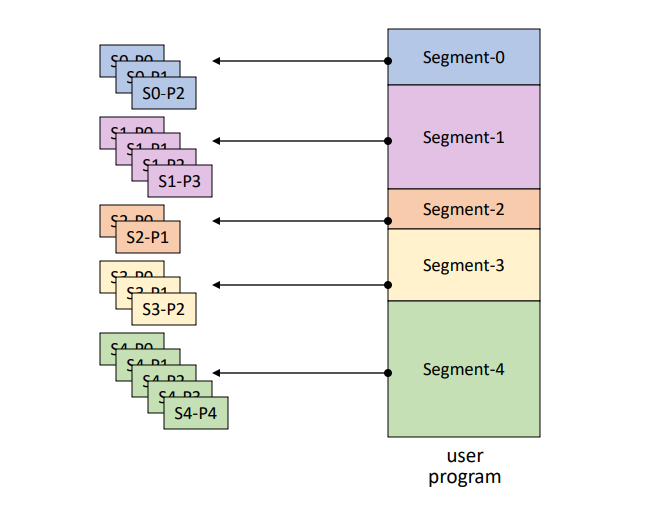 S0-P0
S0-P1
S0-P2
S1-P0
S1-P1
S1-P2
S1-P3
S2-P0
S2-P1
S3-P0
S3-P1
S3-P2
S4-P0
S4-P1
S4-P2
S4-P3
S4-P4
Segment-0
Segment-1
Segment-2
Segment-3
Segment-4
user
program